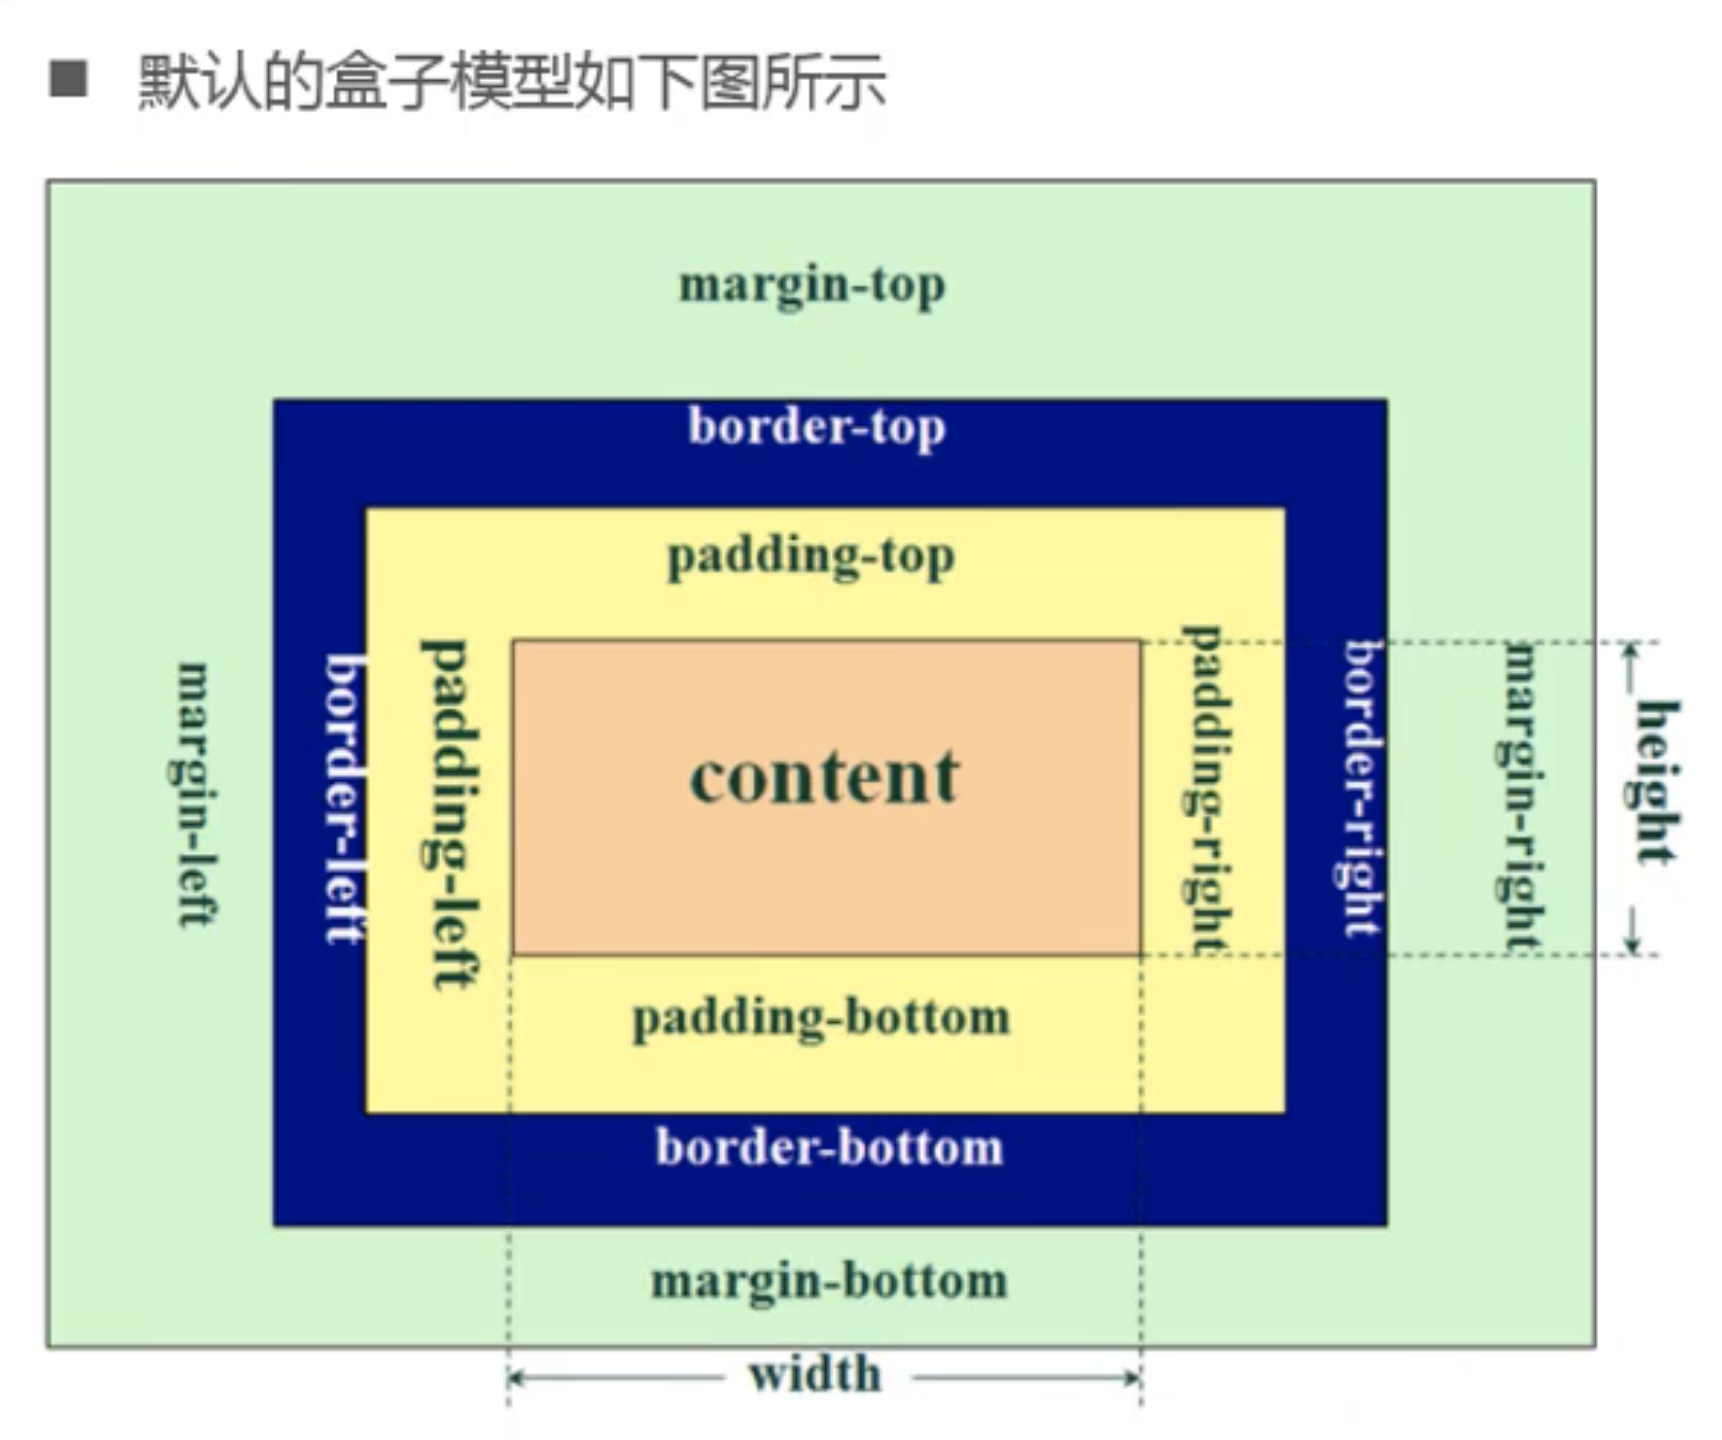 默认的盒子模型如下图所示
margin-top
border-top
padding-top
margin-left
border-left
padding-left
content
padding-right
border-right
margin-right
height
padding-bottom
border-bottom
margin-bottom
width